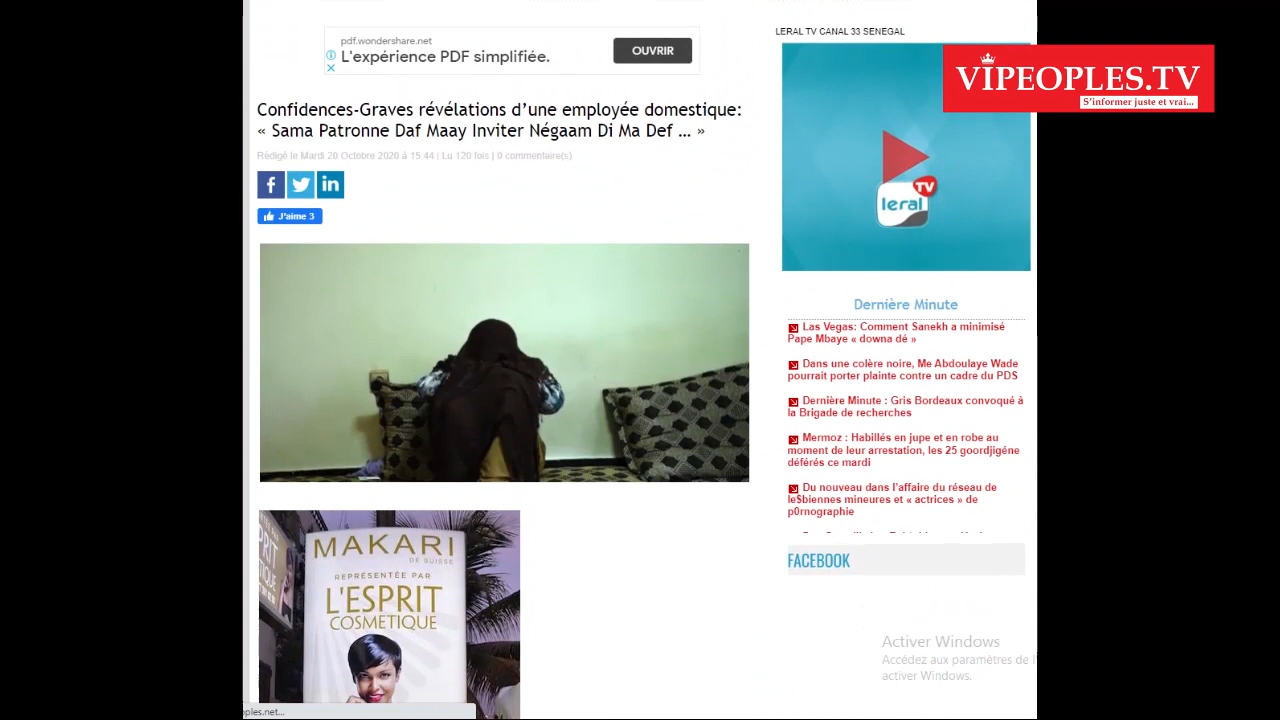 pdf.wondershare.net
L'expérience PDF simplifiée.
OUVRIR
LERAL TV CANAL 33 SENEGAL
VIPEOPLES.TV
S'informer juste et vrai...
Confidences-Graves révélations d’une employée domestique:
« Sama Patronne Daf Maay Inviter Négaam Di Ma Def ... »
Rédigé le Mardi 20 Octobre 2020 à 15:44 | Lu 120 fois | 0 commentaire(s)
J'aime 3
leral TV
Dernière Minute
Las Vegas: Comment Sanekh a minimisé
Pape Mbaye « downa dé »
Dans une colère noire, Me Abdoulaye Wade
pourrait porter plainte contre un cadre du PDS
Dernière Minute : Gris Bordeaux convoqué à
la Brigade de recherches
Mermoz : Habillés en jupe et en robe au
moment de leur arrestation, les 25 goordjigéne
déférés ce mardi
Du nouveau dans l’affaire du réseau de
le$biennes mineures et « actrices » de
p0rnographie
FACEBOOK
MAKARI
DE SUISSE
REPRÉSENTÉE PAR
L'ESPRIT
COSMETIQUE
Activer Windows
Accédez aux paramètres de
activer Windows.
ples.net...